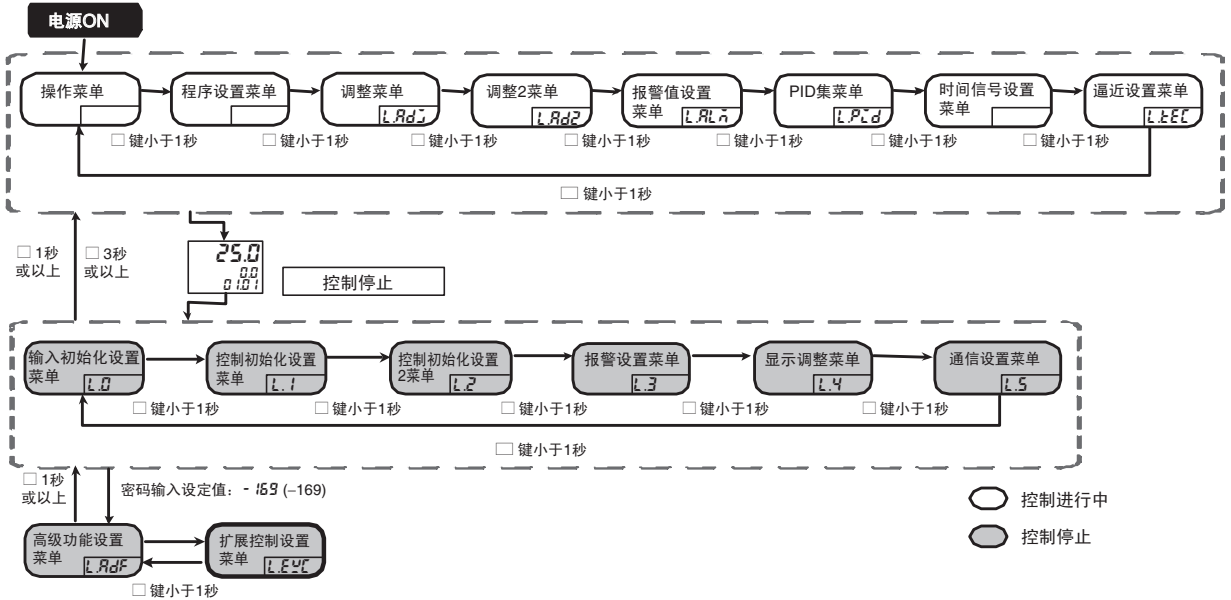 电源ON
操作菜单
程序设置菜单
调整菜单
L.Adj
调整2菜单
L.Ad2
报警值设置
菜单
L.ALM
PID集菜单
L.PId
时间信号设置
菜单
逼近设置菜单
L.tEC
□ 键小于1秒
□ 键小于1秒
□ 键小于1秒
□ 键小于1秒
□ 键小于1秒
□ 键小于1秒
□ 键小于1秒
□ 键小于1秒
□ 1秒
或以上
□ 3秒
或以上
25.0
0.0
01.01
控制停止
输入初始化设置
菜单
L.0
控制初始化设置
菜单
L.1
控制初始化设置
2菜单
L.2
报警设置菜单
L.3
显示调整菜单
L.4
通信设置菜单
L.5
□ 键小于1秒
□ 键小于1秒
□ 键小于1秒
□ 键小于1秒
□ 键小于1秒
□ 键小于1秒
□ 1秒
或以上
密码输入设定值：-169 (–169)
高级功能设置
菜单
L.AdF
扩展控制设置
菜单
L.EXC
□ 键小于1秒
控制进行中
控制停止